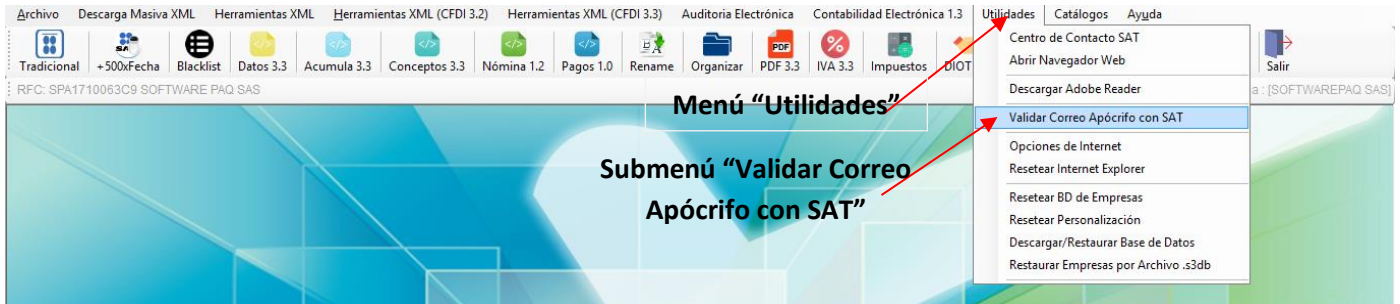 Archivo Descarga Masiva XML Herramientas XML Herramientas XML (CFDI 3.2) Herramientas XML (CFDI 3.3) Auditoria Electrónica Contabilidad Electrónica 1.3 Utilidades Catálogos Ayuda
Tradicional +500xFecha Blacklist Datos 3.3 Acumula 3.3 Conceptos 3.3 Nómina 1.2 Pagos 1.0 Rename Organizar PDF 3.3 IVA 3.3 Impuestos DIOT Salir
RFC: SPA1710063C9 SOFTWARE PAQ SAS
a : [SOFTWAREPAQ SAS]
Menú “Utilidades”
Submenú “Validar Correo
Apócrifo con SAT”
Centro de Contacto SAT
Abrir Navegador Web
Descargar Adobe Reader
Validar Correo Apócrifo con SAT
Opciones de Internet
Resetear Internet Explorer
Resetear BD de Empresas
Resetear Personalización
Descargar/Restaurar Base de Datos
Restaurar Empresas por Archivo .s3db